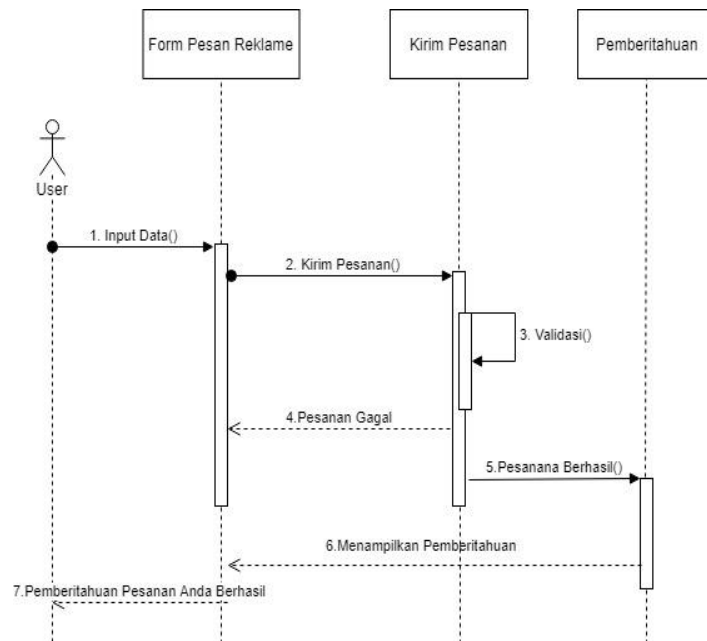 Form Pesan Reklame
Kirim Pesanan
Pemberitahuan
User
1. Input Data()
2. Kirim Pesanan()
3. Validasi()
4.Pesanan Gagal
5.Pesanana Berhasil()
6.Menampilkan Pemberitahuan
7.Pemberitahuan Pesanan Anda Berhasil